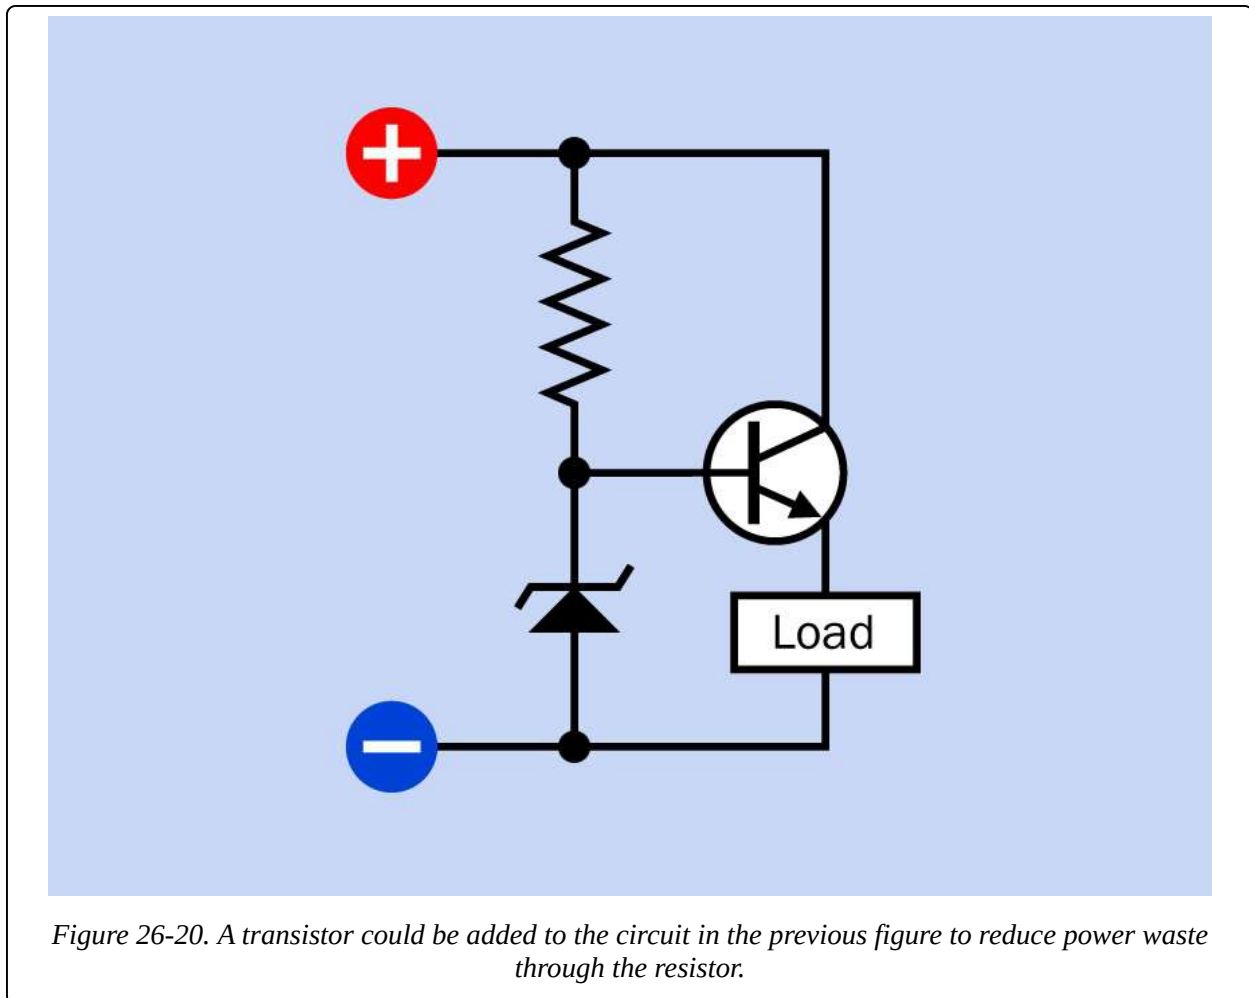 Load
Figure 26-20. A transistor could be added to the circuit in the previous figure to reduce power waste
through the resistor.